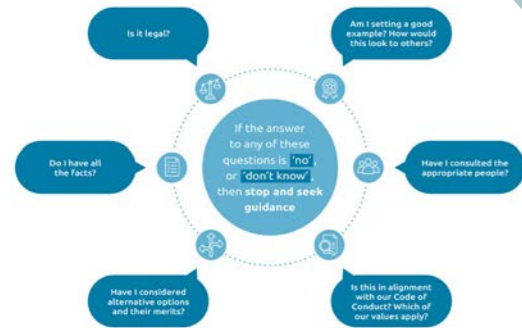 Is it legal?
Am I setting a good
example? How would
this look to others?
Do I have all
the facts?
If the answer
to any of these
questions is 'no',
or 'don't know',
then stop and seek
guidance
Have I consulted the
appropriate people?
Have I considered
alternative options
and their merits?
Is this in alignment
with our Code of
Conduct? Which of
our values apply?